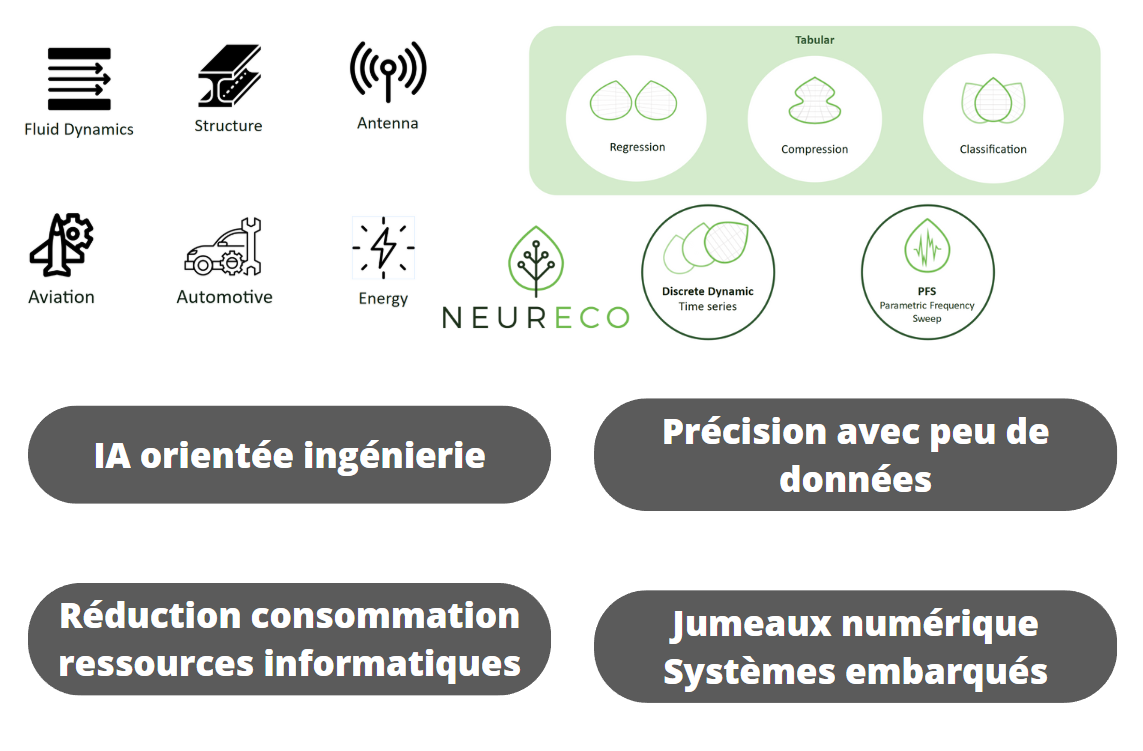 Fluid Dynamics
Structure
Antenna
Aviation
Automotive
Energy
Tabular
Regression
Compression
Classification
NEURECO
Discrete Dynamic
Time series
PFS
Parametric Frequency
Sweep
IA orientée ingénierie
Précision avec peu de
données
Réduction consommation
ressources informatiques
Jumeaux numérique
Systèmes embarqués